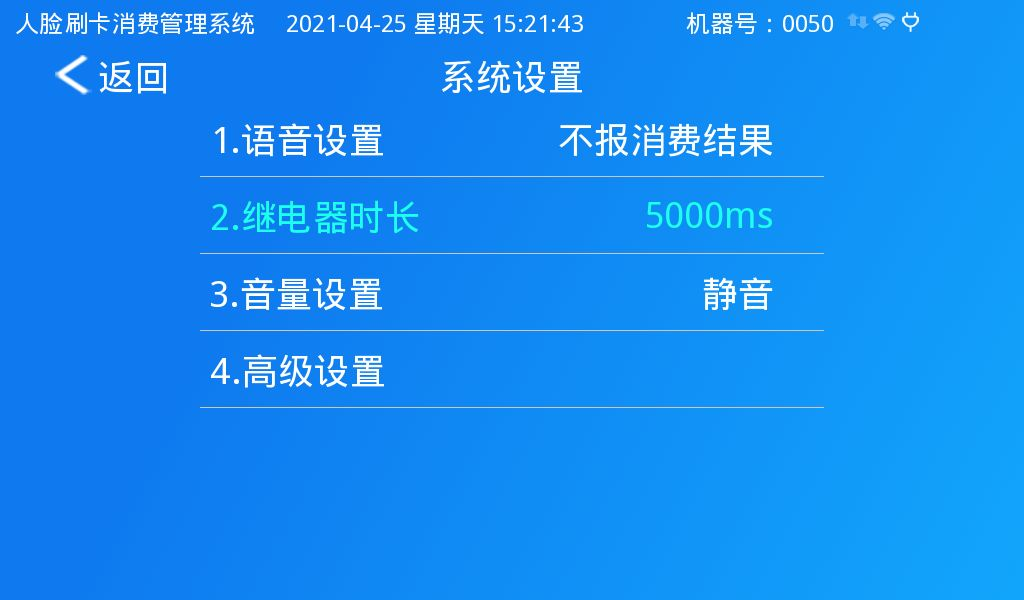 人脸刷卡消费管理系统 2021-04-25 星期天 15:21:43 机器号：0050
返回 系统设置
1.语音设置 不报消费结果
2.继电器时长 5000ms
3.音量设置 静音
4.高级设置